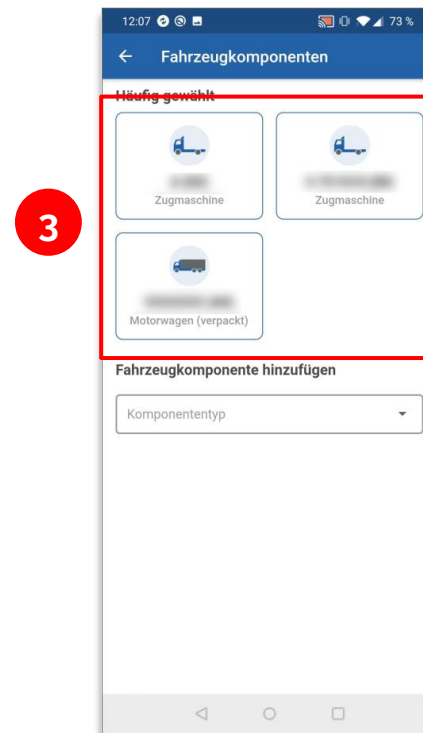 12:07 73 %
Fahrzeugkomponenten
Häufig gewählt
Zugmaschine Zugmaschine
3
Motorwagen (verpackt)
Fahrzeugkomponente hinzufügen
Komponententyp